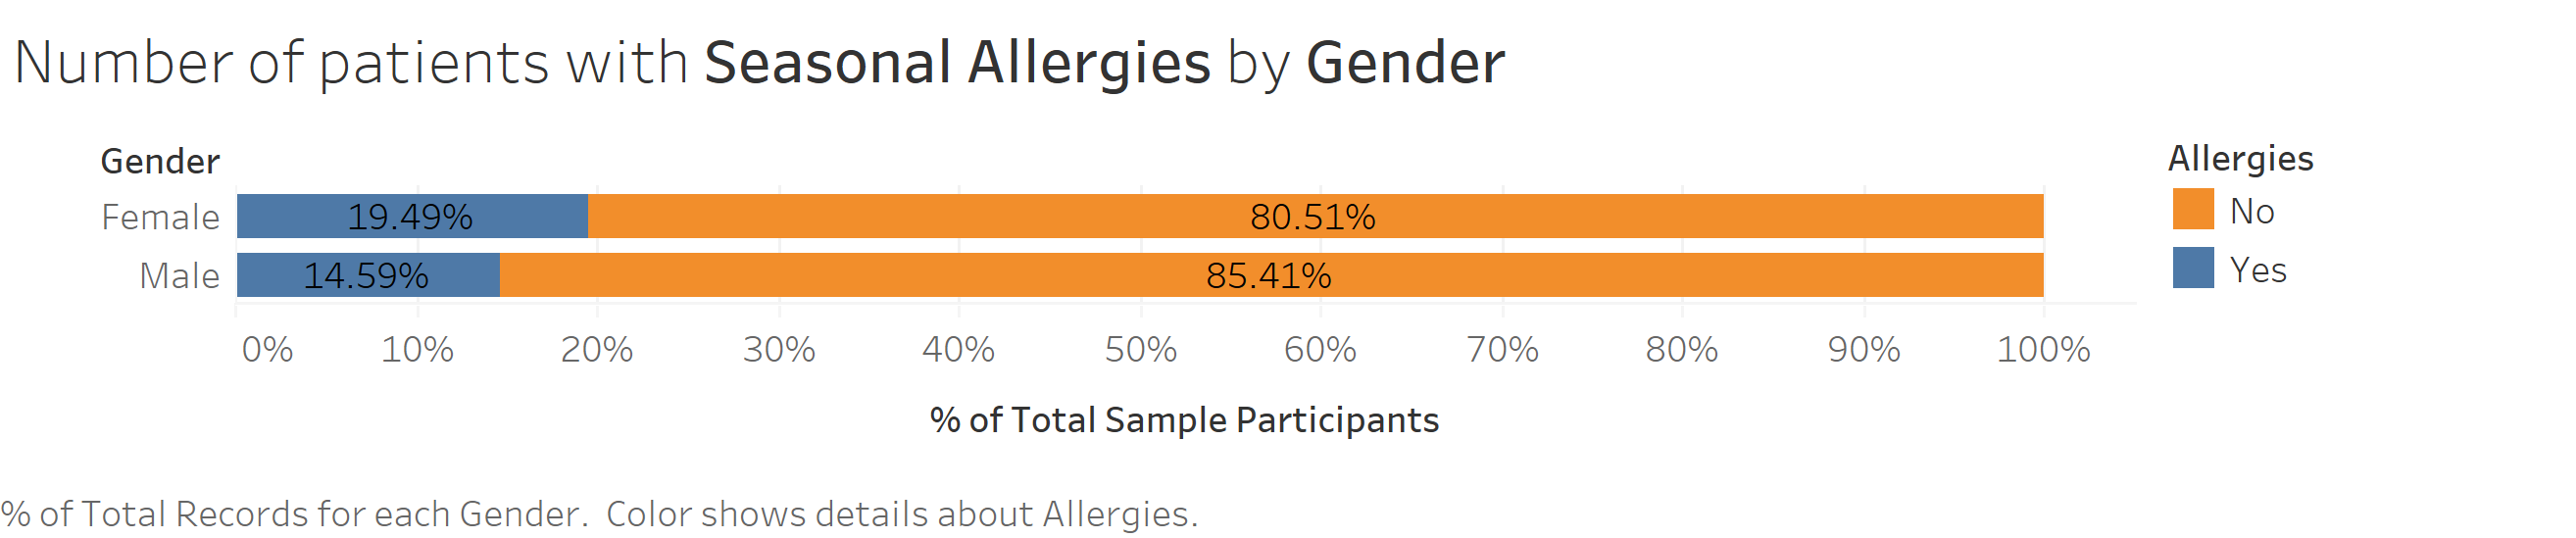 Number of patients with Seasonal Allergies by Gender
Gender
Female 19.49% 80.51%
Male 14.59% 85.41%
0% 10% 20% 30% 40% 50% 60% 70% 80% 90% 100%
% of Total Sample Participants
Allergies
No
Yes
% of Total Records for each Gender.  Color shows details about Allergies.